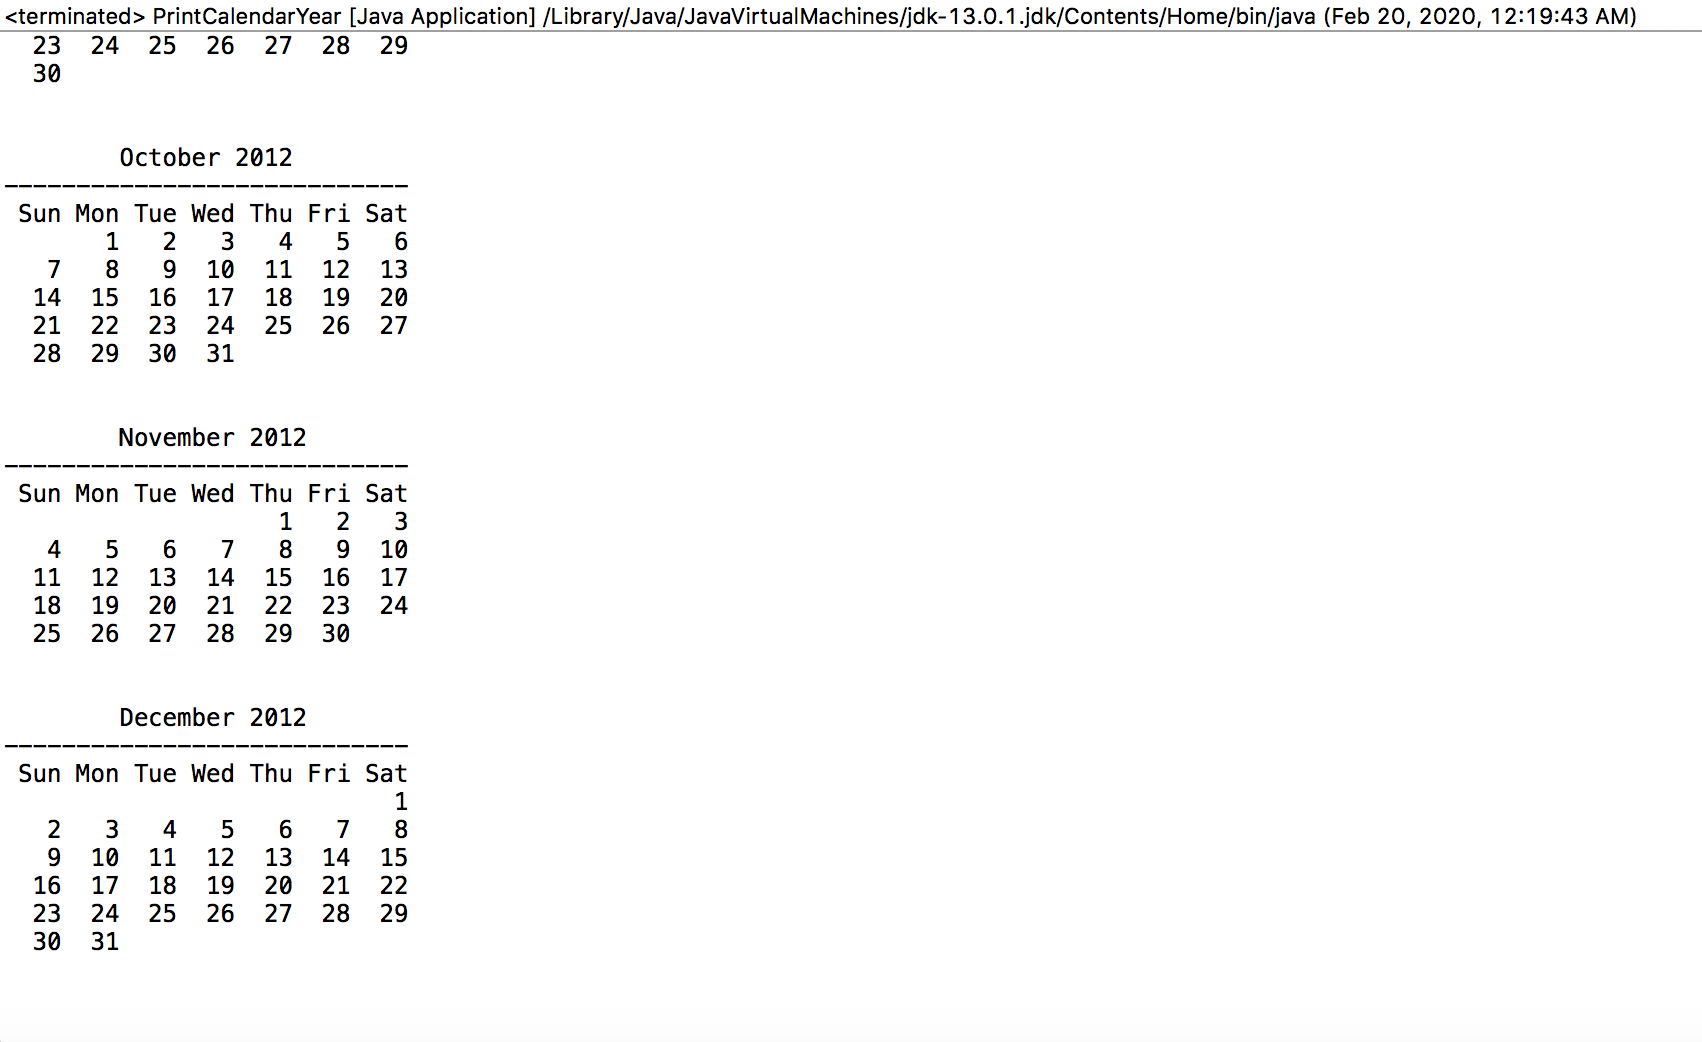 <terminated> PrintCalendarYear [Java Application] /Library/Java/JavaVirtualMachines/jdk-13.0.1.jdk/Contents/Home/bin/java (Feb 20, 2020, 12:19:43 AM)
  23  24  25  26  27  28  29
  30
        October 2012
----------------------------
 Sun Mon Tue Wed Thu Fri Sat
       1   2   3   4   5   6
   7   8   9  10  11  12  13
  14  15  16  17  18  19  20
  21  22  23  24  25  26  27
  28  29  30  31
        November 2012
----------------------------
 Sun Mon Tue Wed Thu Fri Sat
                   1   2   3
   4   5   6   7   8   9  10
  11  12  13  14  15  16  17
  18  19  20  21  22  23  24
  25  26  27  28  29  30
        December 2012
----------------------------
 Sun Mon Tue Wed Thu Fri Sat
                           1
   2   3   4   5   6   7   8
   9  10  11  12  13  14  15
  16  17  18  19  20  21  22
  23  24  25  26  27  28  29
  30  31